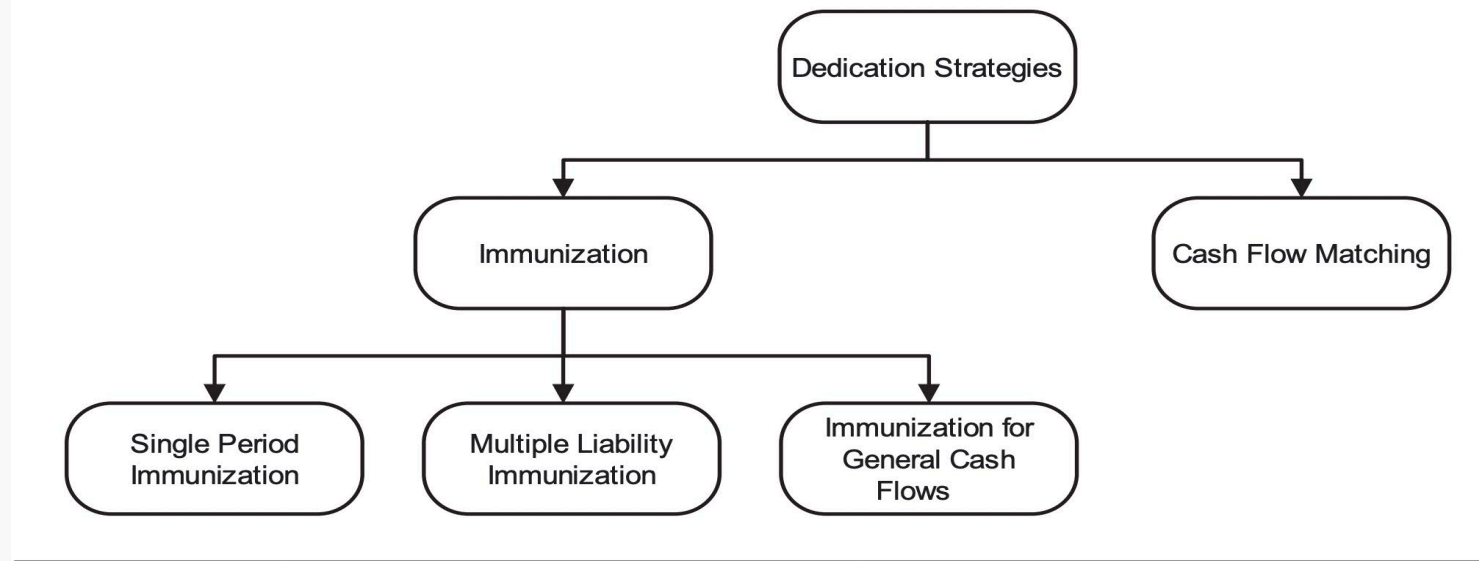 Dedication Strategies
Immunization
Cash Flow Matching
Single Period
Immunization
Multiple Liability
Immunization
Immunization for
General Cash
Flows